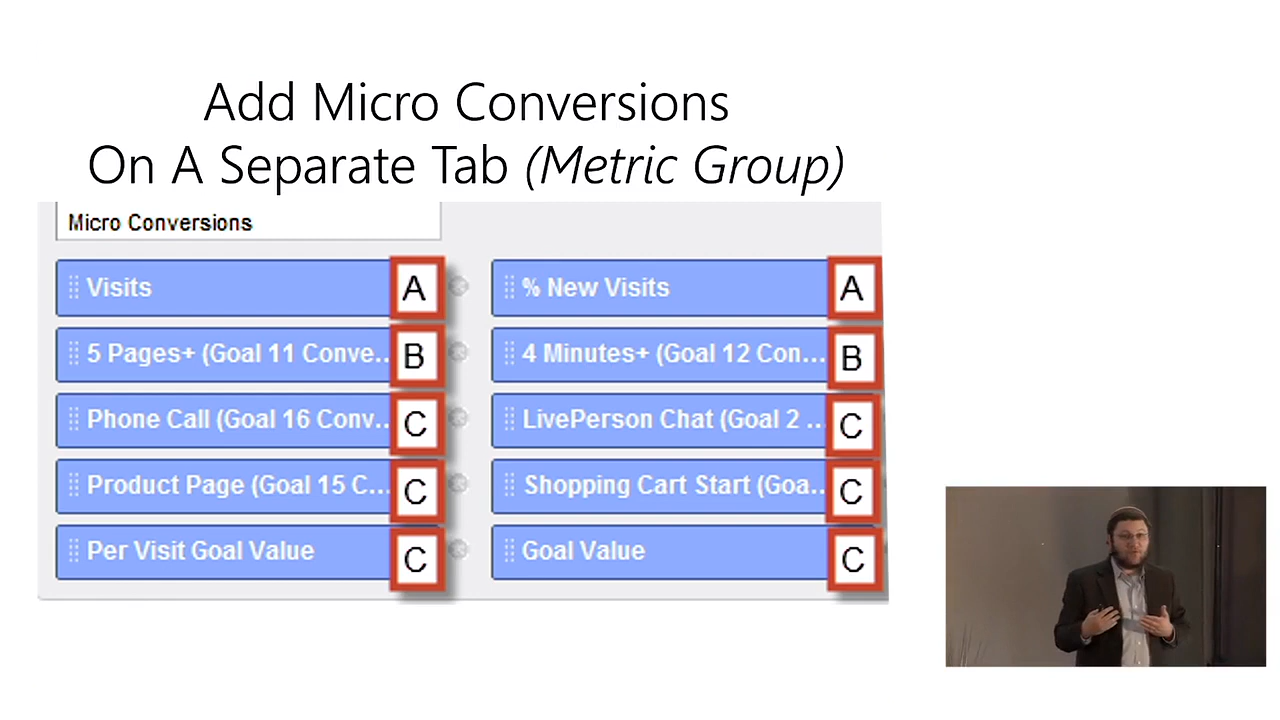 Add Micro Conversions
On A Separate Tab (Metric Group)
Micro Conversions
Visits A
% New Visits A
5 Pages+ (Goal 11 Conve... B
4 Minutes+ (Goal 12 Con... B
Phone Call (Goal 16 Conv... C
LivePerson Chat (Goal 2 ... C
Product Page (Goal 15 C... C
Shopping Cart Start (Goa... C
Per Visit Goal Value C
Goal Value C